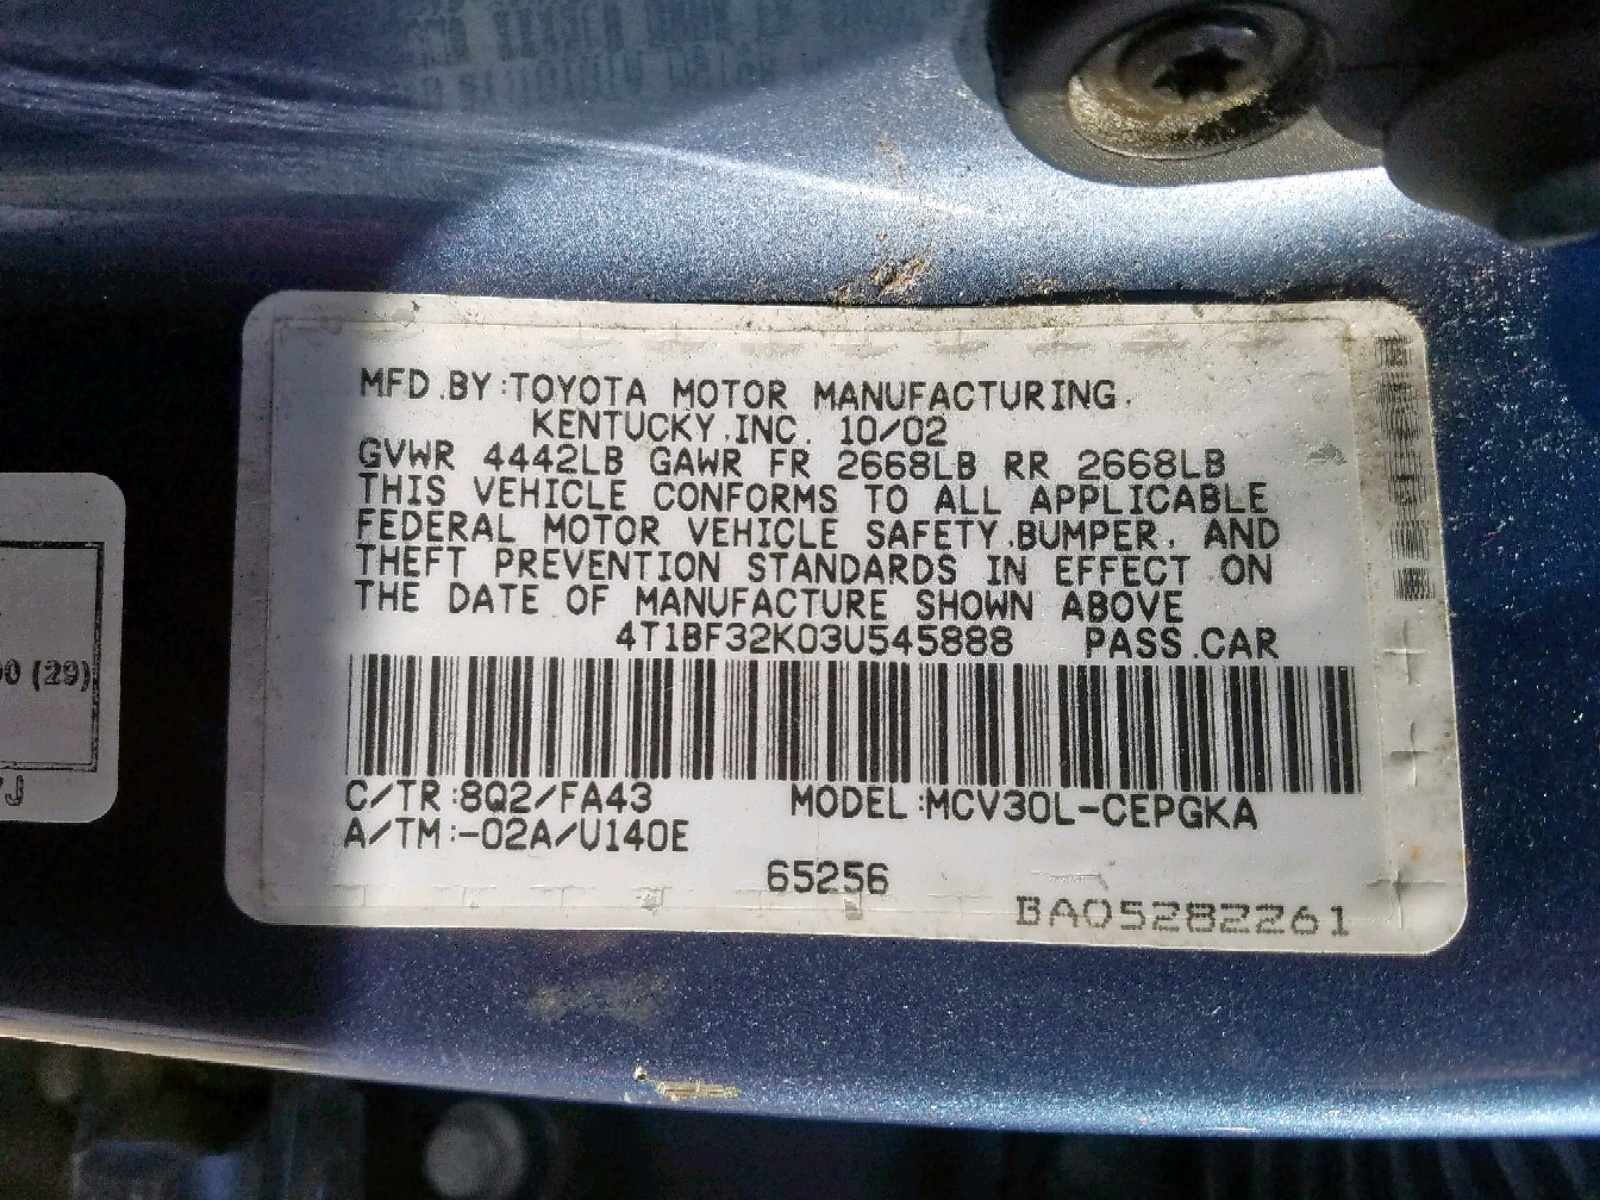 MFD.BY:TOYOTA MOTOR MANUFACTURING.
KENTUCKY,INC. 10/02
GVWR 4442LB GAWR FR 2668LB RR 2668LB
THIS VEHICLE CONFORMS TO ALL APPLICABLE
FEDERAL MOTOR VEHICLE SAFETY,BUMPER, AND
THEFT PREVENTION STANDARDS IN EFFECT ON
THE DATE OF MANUFACTURE SHOWN ABOVE
4T1BF32K03U545888 PASS.CAR
C/TR:8Q2/FA43 MODEL:MCV30L-CEPGKA
A/TM:-02A/U140E
65256
BA05282261
(29)